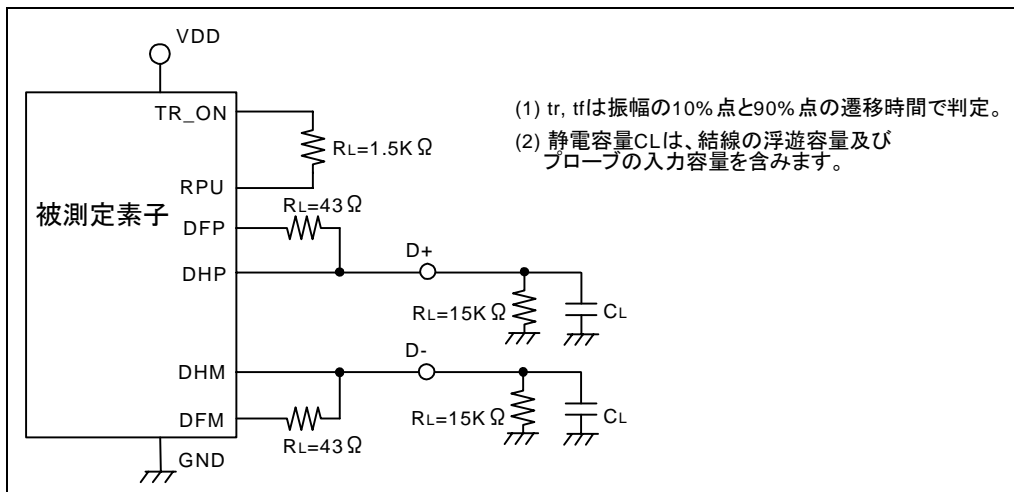 VDD
TR_ON
RL=1.5KΩ
RPU
被測定素子
RL=43Ω
DFP
DHP
D+
RL=15KΩ
CL
DHM
D-
DFM
RL=43Ω
RL=15KΩ
CL
GND
(1) tr, tfは振幅の10%点と90%点の遷移時間で判定。
(2) 静電容量CLは、結線の浮遊容量及び
プローブの入力容量を含みます。